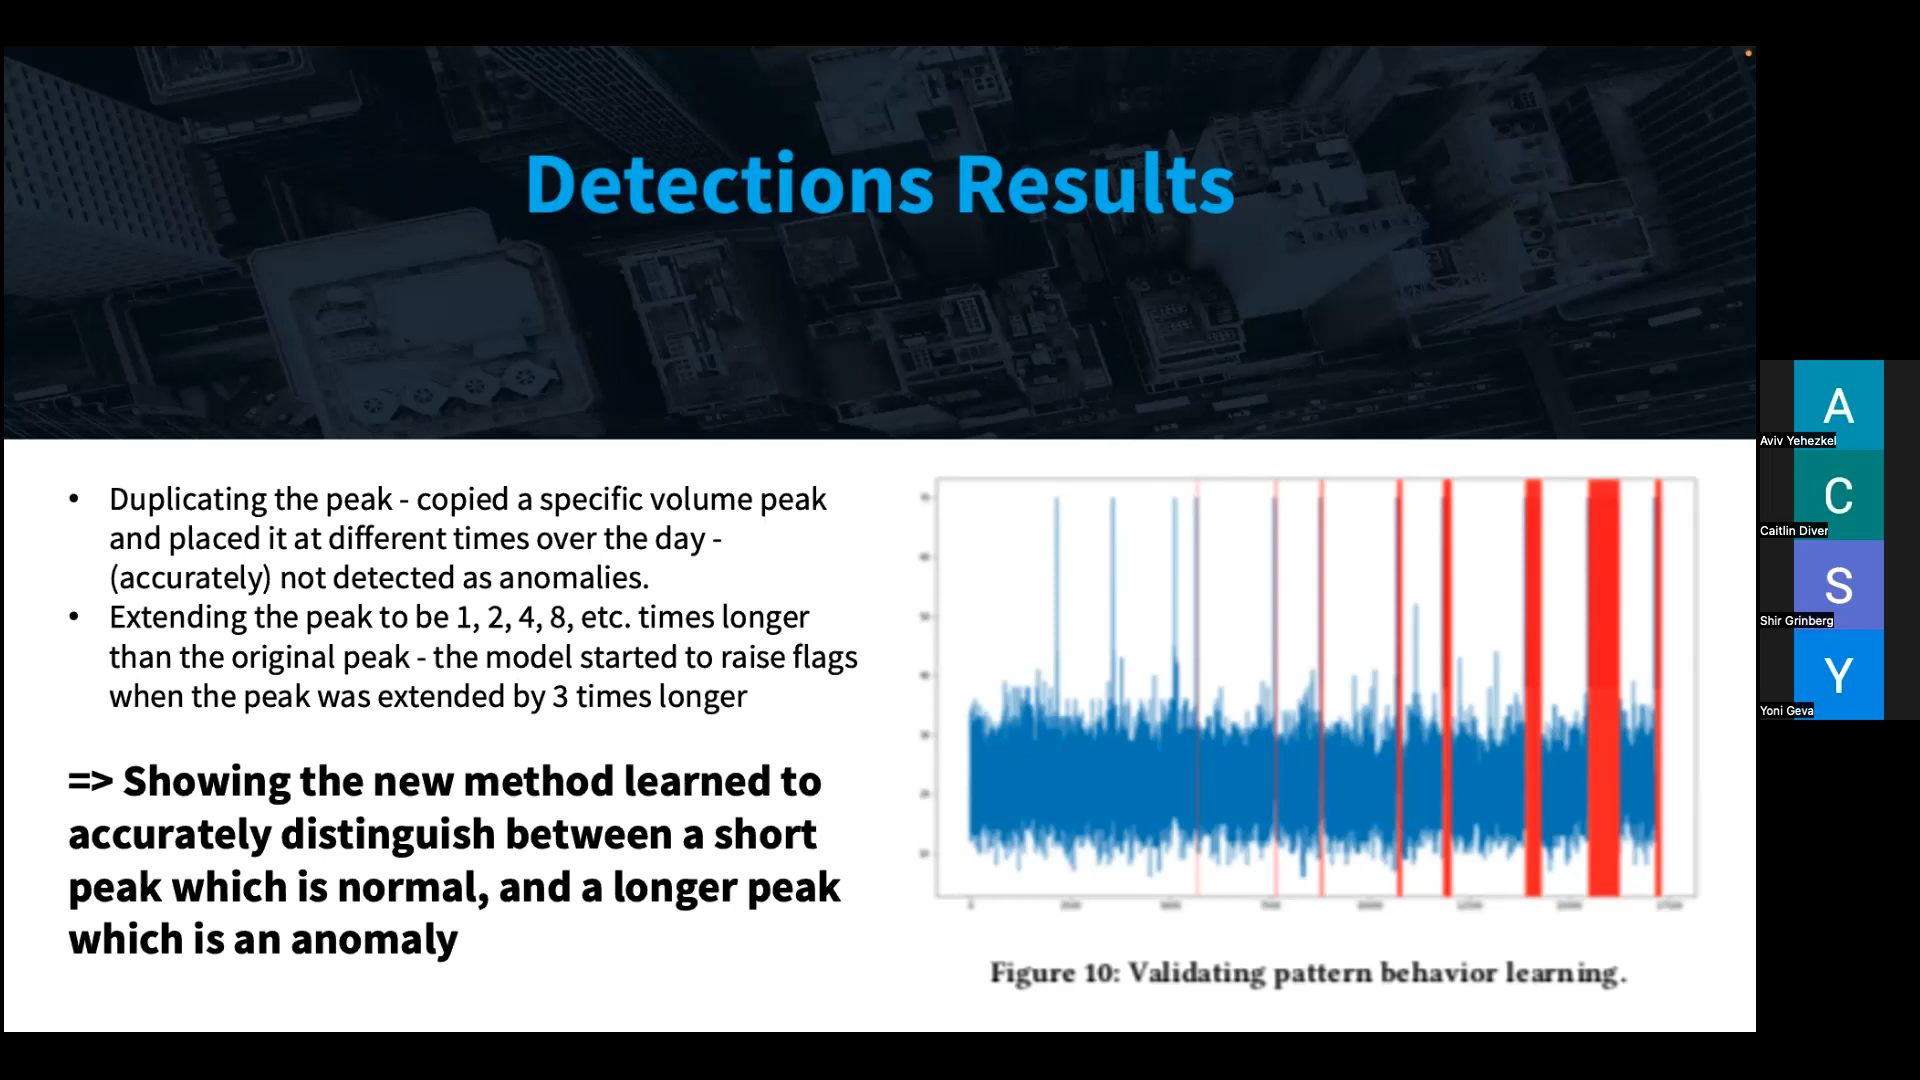 Detections Results
• Duplicating the peak - copied a specific volume peak
and placed it at different times over the day -
(accurately) not detected as anomalies.
• Extending the peak to be 1, 2, 4, 8, etc. times longer
than the original peak - the model started to raise flags
when the peak was extended by 3 times longer
=> Showing the new method learned to
accurately distinguish between a short
peak which is normal, and a longer peak
which is an anomaly
Figure 10: Validating pattern behavior learning.
A
Aviv Yehezkel
C
Caitlin Diver
S
Shir Grinberg
Y
Yoni Geva